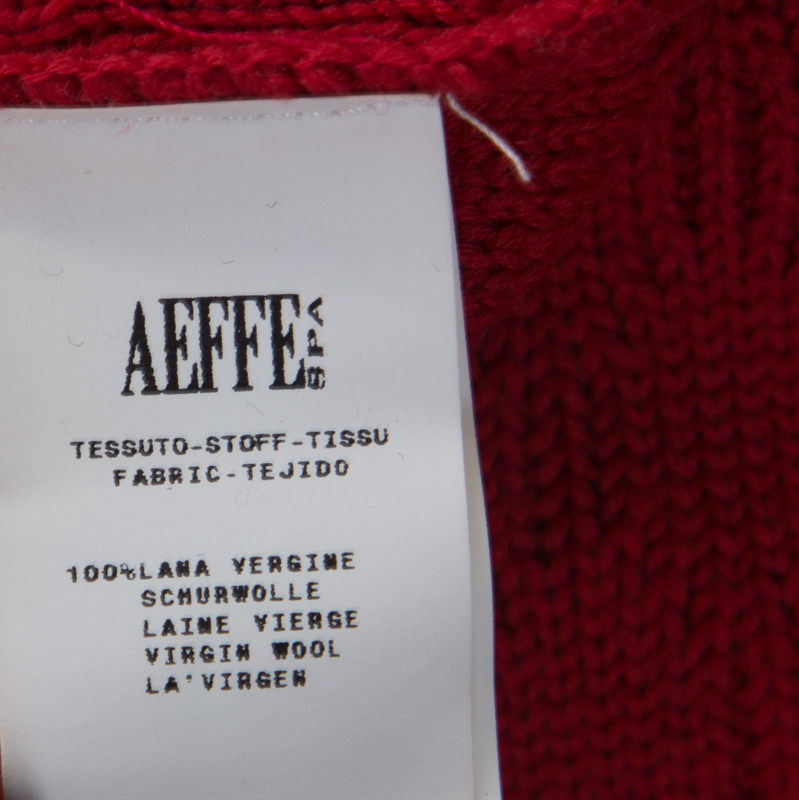 AEFFE SPA
TESSUTO-STOFF-TISSU
FABRIC-TEJIDO
100%LANA VERGINE
SCHURWOLLE
LAINE VIERGE
VIRGIN WOOL
LA'VIRGEN